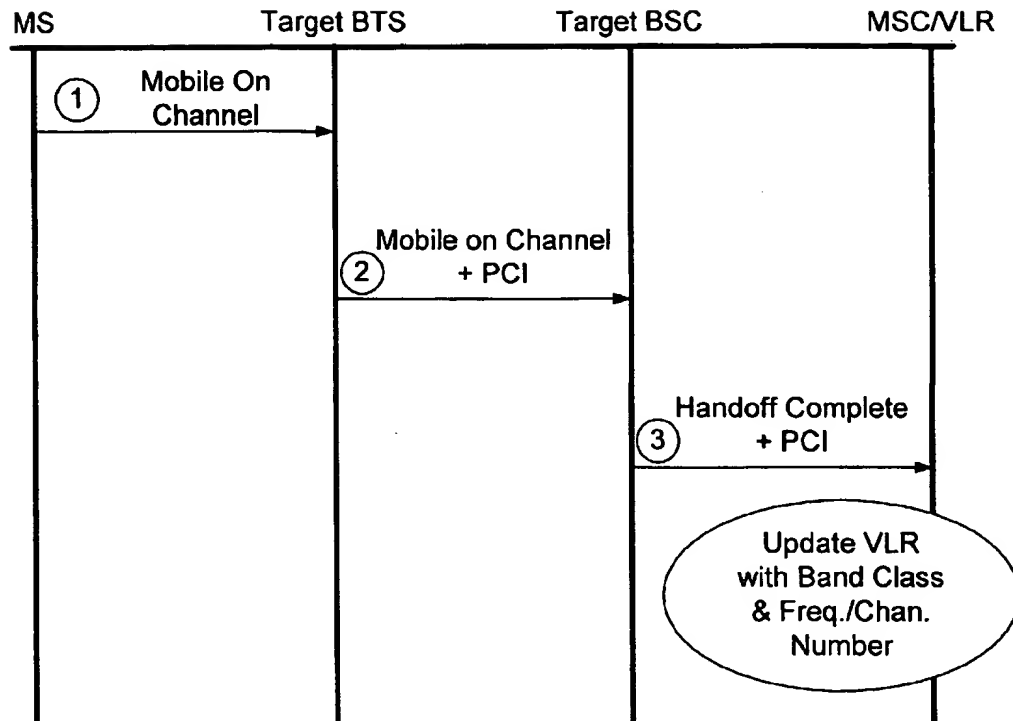 MS Target BTS Target BSC MSC/VLR
1 Mobile On
Channel
Mobile on Channel
2 + PCI
Handoff Complete
3 + PCI
Update VLR
with Band Class
& Freq./Chan.
Number